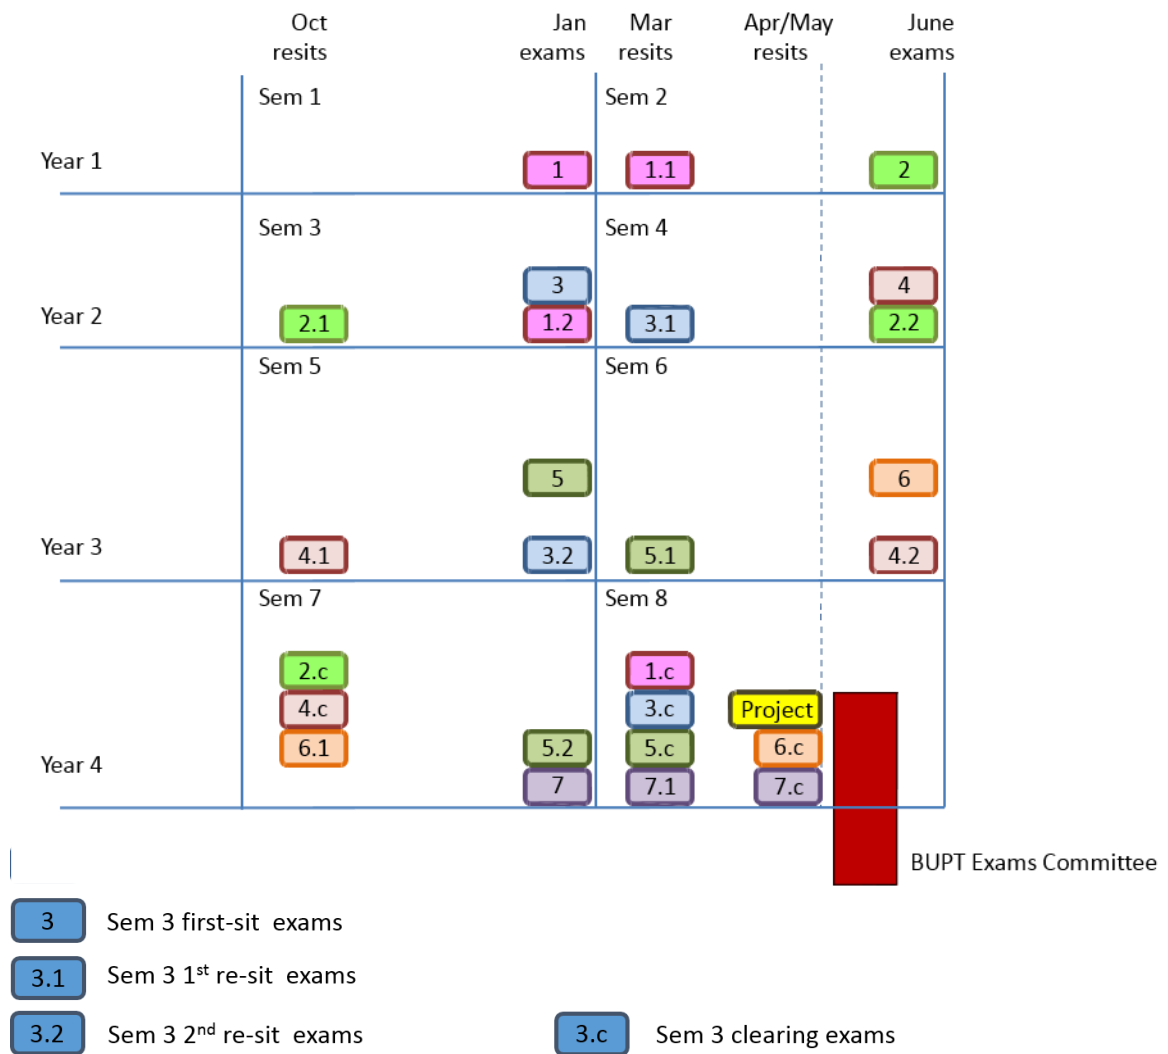 Oct Jan Mar Apr/May June
resits exams resits resits exams
Sem 1 Sem 2
Year 1 1 1.1 2
Sem 3 Sem 4
3 4
Year 2 2.1 1.2 3.1 2.2
Sem 5 Sem 6
5 6
Year 3 4.1 3.2 5.1 4.2
Sem 7 Sem 8
2.c 1.c
4.c 3.c Project
6.1 5.2 5.c 6.c
Year 4 7 7.1 7.c
BUPT Exams Committee
3 Sem 3 first-sit exams
3.1 Sem 3 1st re-sit exams
3.2 Sem 3 2nd re-sit exams 3.c Sem 3 clearing exams